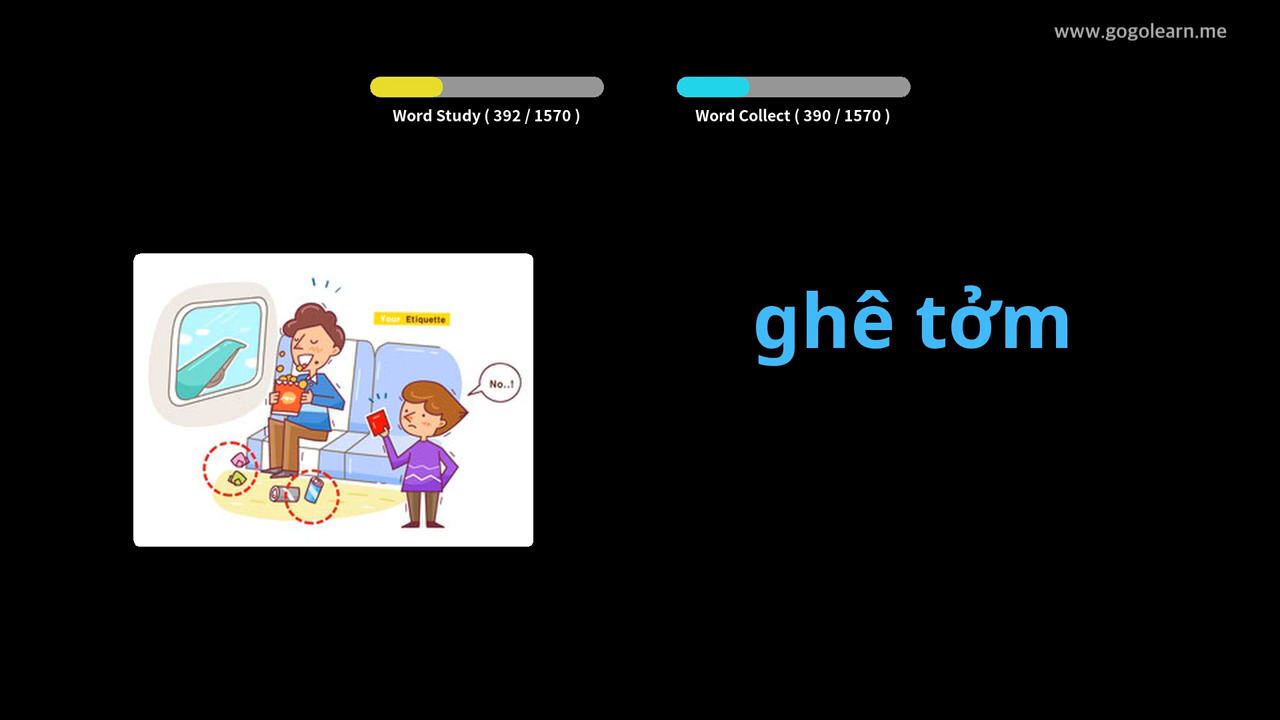 www.gogolearn.me
Word Study ( 392 / 1570 )
Word Collect ( 390 / 1570 )
Your Etiquette
No..!
ghê tởm